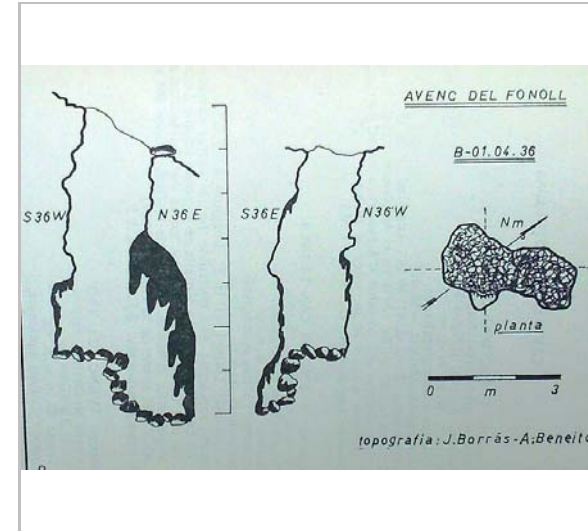 AVENC DEL FONOLL
B-01.04.36
S36W
N36E
S36E
N36W
Nm
planta
0 m 3
topografia: J.Borrás-A.Beneito